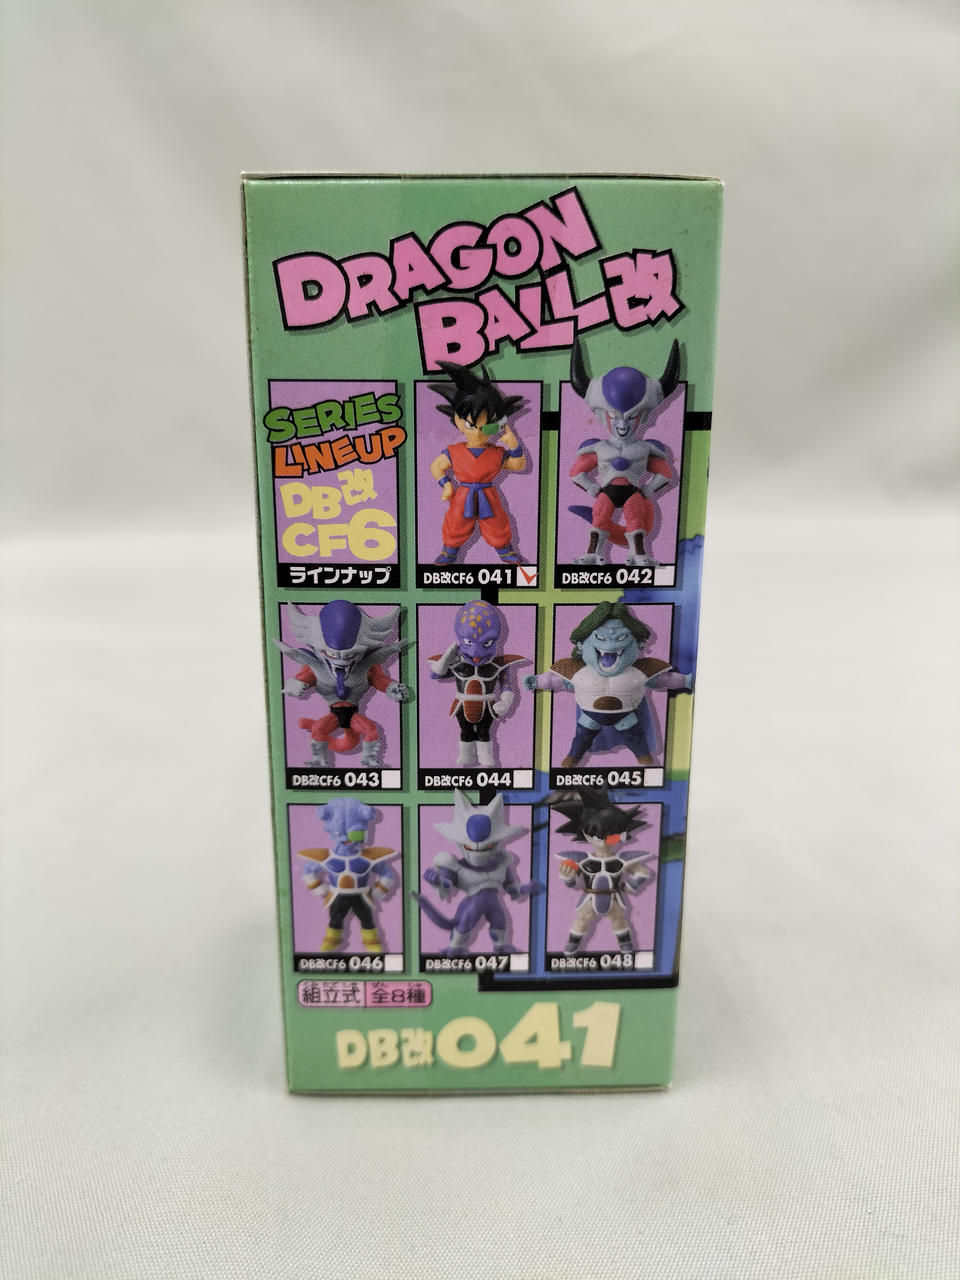 DRAGON
BALL改
SERIES
LINEUP
DB改
CF6
ラインナップ
DB改CF6 041
DB改CF6 042
DB改CF6 043
DB改CF6 044
DB改CF6 045
DB改CF6 046
DB改CF6 047
DB改CF6 048
組立式 全8種
DB改041